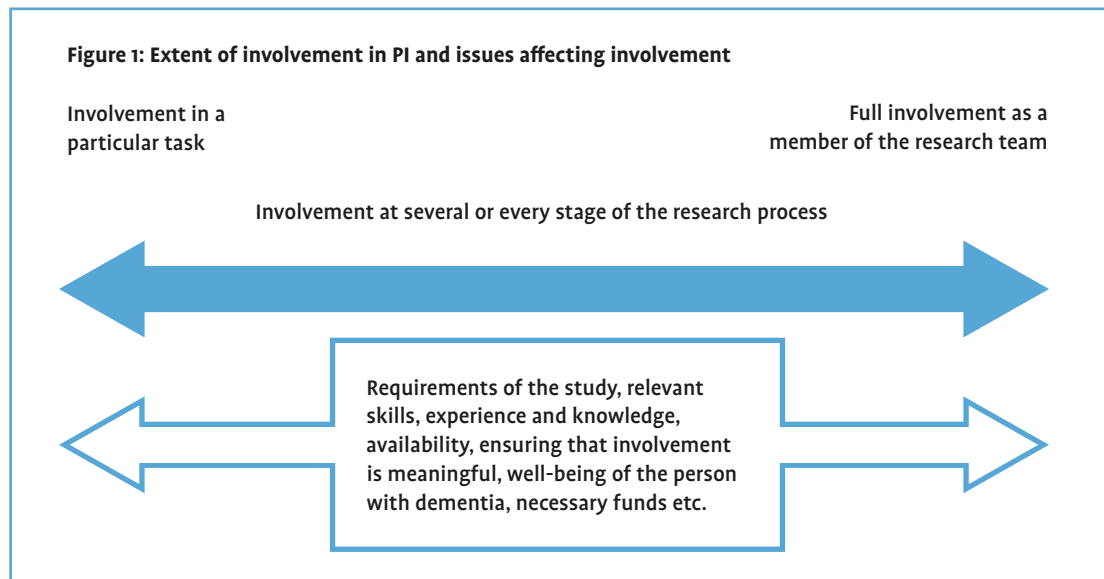 Figure 1: Extent of involvement in PI and issues affecting involvement
Involvement in a
particular task
Full involvement as a
member of the research team
Involvement at several or every stage of the research process
Requirements of the study, relevant
skills, experience and knowledge,
availability, ensuring that involvement
is meaningful, well-being of the person
with dementia, necessary funds etc.